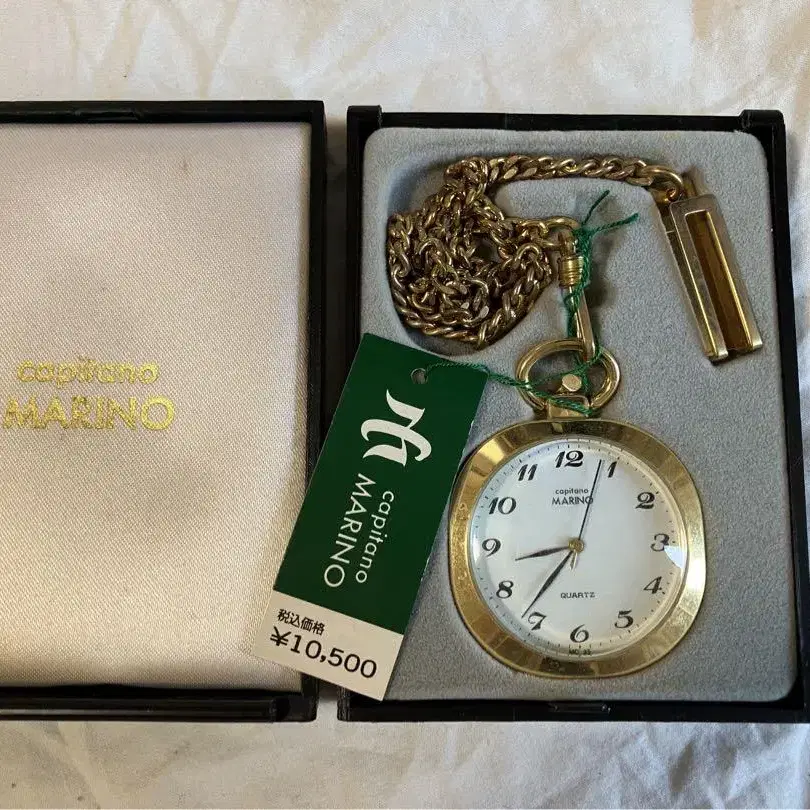 capitano
MARINO
capitano
MARINO
税込価格
¥10,500
12
1
2
3
4
5
6
7
8
9
10
11
capitano
MARINO
QUARTZ